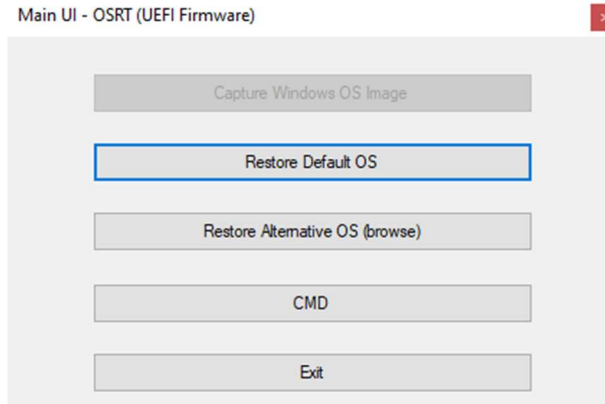 Main UI - OSRT (UEFI Firmware)
Capture Windows OS Image
Restore Default OS
Restore Alternative OS (browse)
CMD
Exit